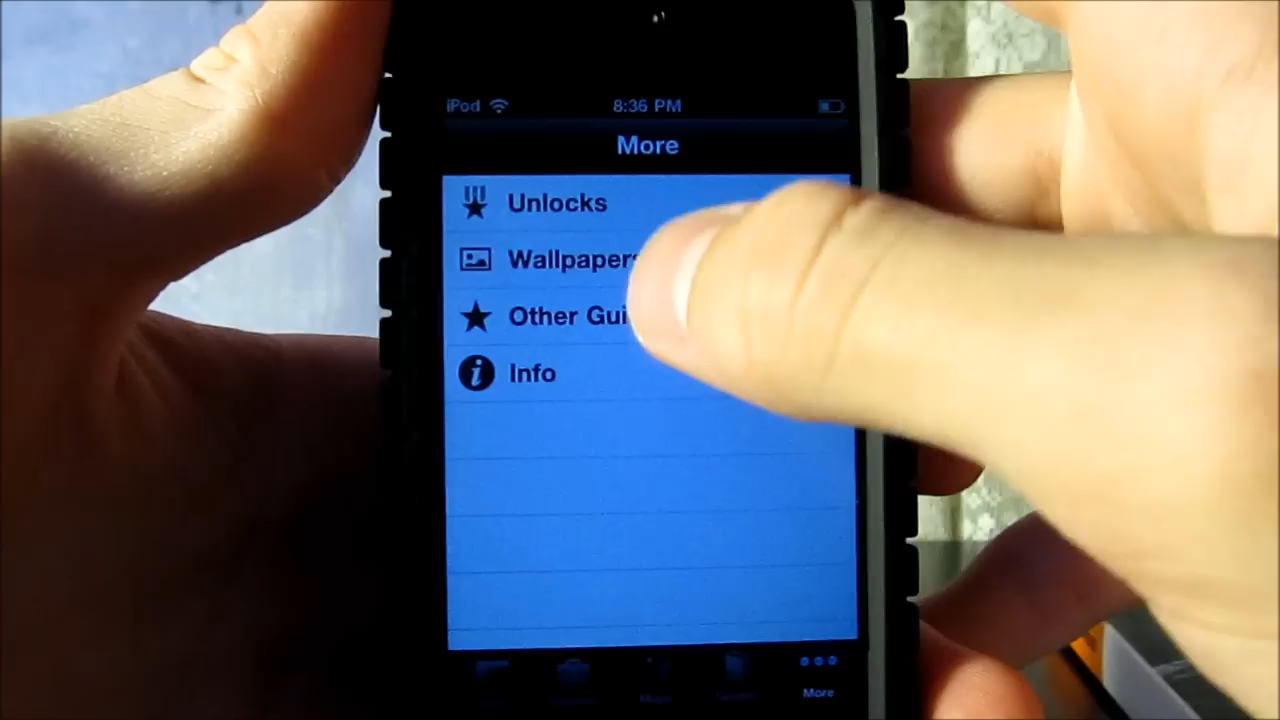 iPod 8:36 PM
More
Unlocks
Wallpapers
Other Gui
Info
More